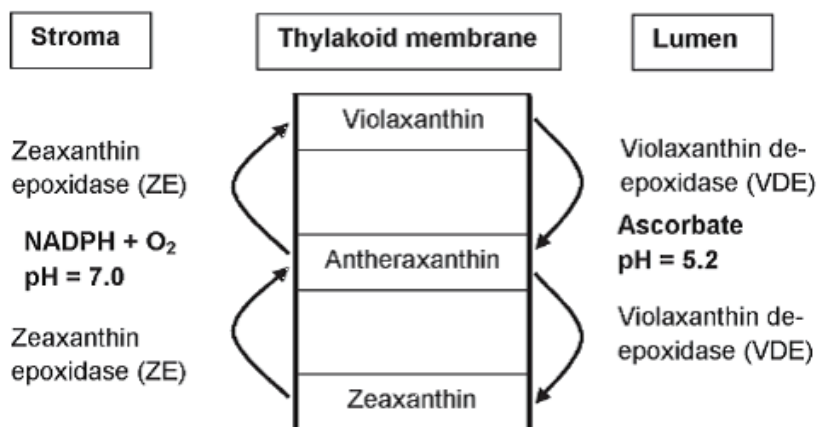 Stroma
Thylakoid membrane
Lumen
Violaxanthin
Zeaxanthin
epoxidase (ZE)
Violaxanthin de-
epoxidase (VDE)
NADPH + O₂
pH = 7.0
Antheraxanthin
Ascorbate
pH = 5.2
Zeaxanthin
epoxidase (ZE)
Violaxanthin de-
epoxidase (VDE)
Zeaxanthin